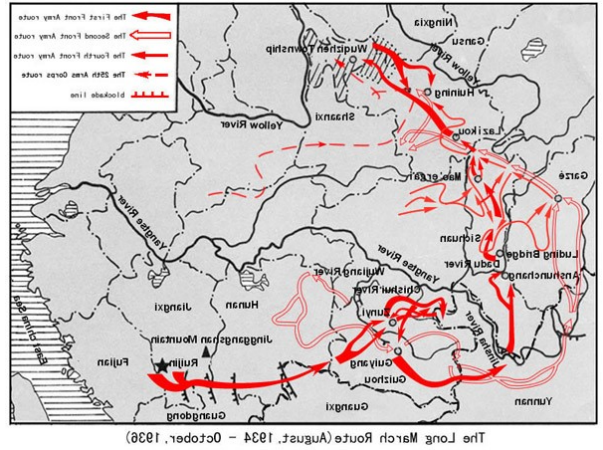 The First Front Army route
The Second Front Army route
The Fourth Front Army route
The 25th Arms Corps route
blockade line
Ningxia
Gansu
Wuqizhen Township
Yellow River
Huining
Shaanxi
Yellow River
Lazikou
Mao'ergai
Garzê
Yangtse River
Sichuan
Luding Bridge
Dadu River
Anshunchang
Yangtse River
Wujiang River
Chishui River
Zunyi
Jinsha River
Hunan
Jiangxi
East china Sea
Jinggangshan Mountain
Ruijin
Fujian
Guiyang
Guizhou
Yunnan
Guangxi
Guangdong
The Long March Route(August, 1934 - October, 1936)